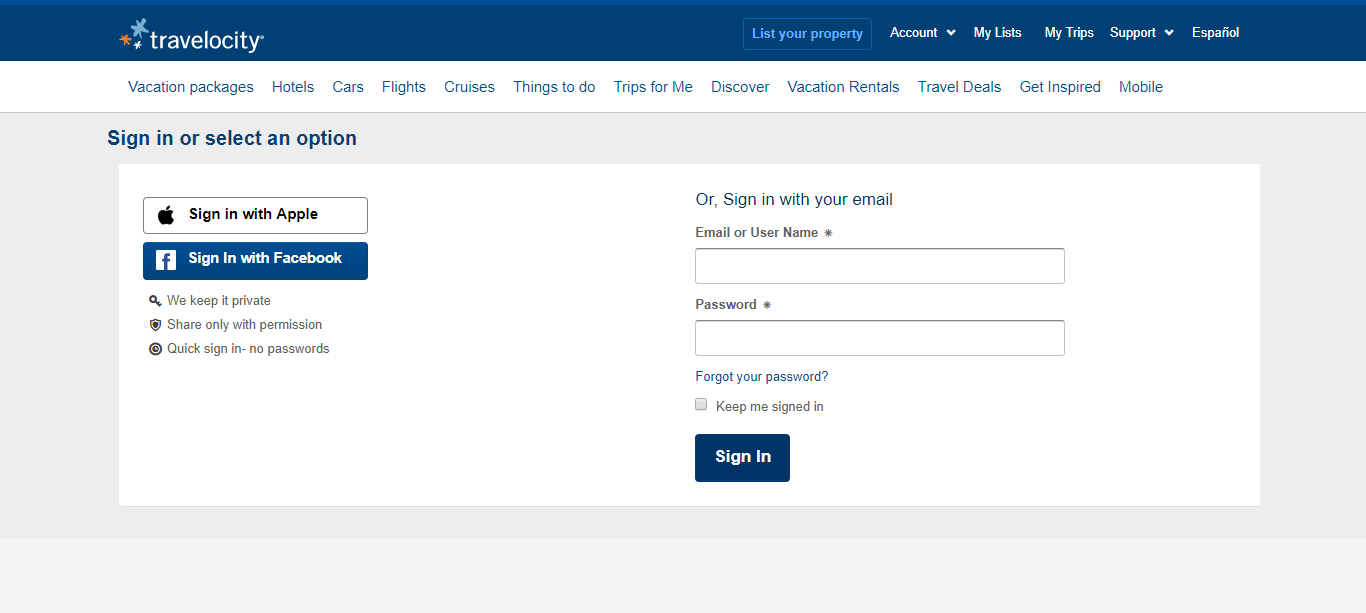 travelocity
List your property
Account
My Lists
My Trips
Support
Español
Vacation packages
Hotels
Cars
Flights
Cruises
Things to do
Trips for Me
Discover
Vacation Rentals
Travel Deals
Get Inspired
Mobile
Sign in or select an option
Sign in with Apple
Sign In with Facebook
We keep it private
Share only with permission
Quick sign in- no passwords
Or, Sign in with your email
Email or User Name *
Password *
Forgot your password?
Keep me signed in
Sign In